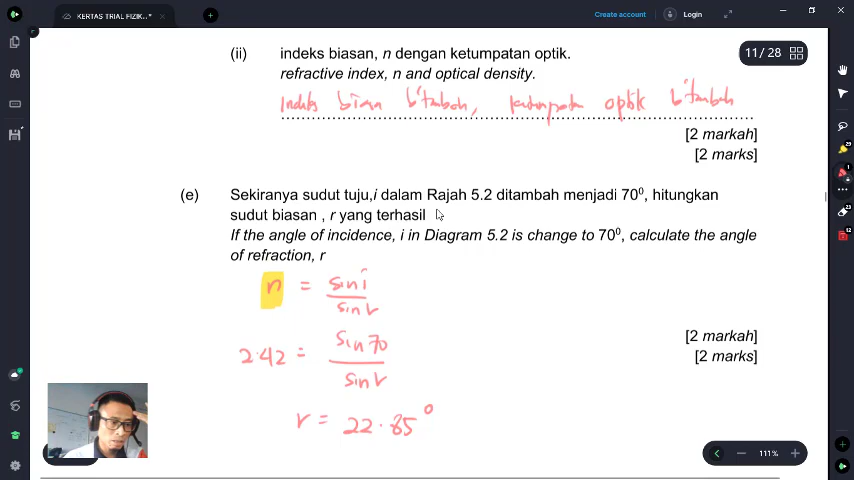 KERTAS TRIAL FIZIK...*
Create account
Login
11 / 28
(ii) indeks biasan, n dengan ketumpatan optik.
refractive index, n and optical density.
Indeks biasan b'tambah, ketumpatan optik b'tambah
[2 markah]
[2 marks]
(e) Sekiranya sudut tuju,i dalam Rajah 5.2 ditambah menjadi 70⁰, hitungkan
sudut biasan , r yang terhasil
If the angle of incidence, i in Diagram 5.2 is change to 70⁰, calculate the angle
of refraction, r
n = sin i / sin r
[2 markah]
2.42 = sin 70 / sin r
[2 marks]
r = 22.85°
111%